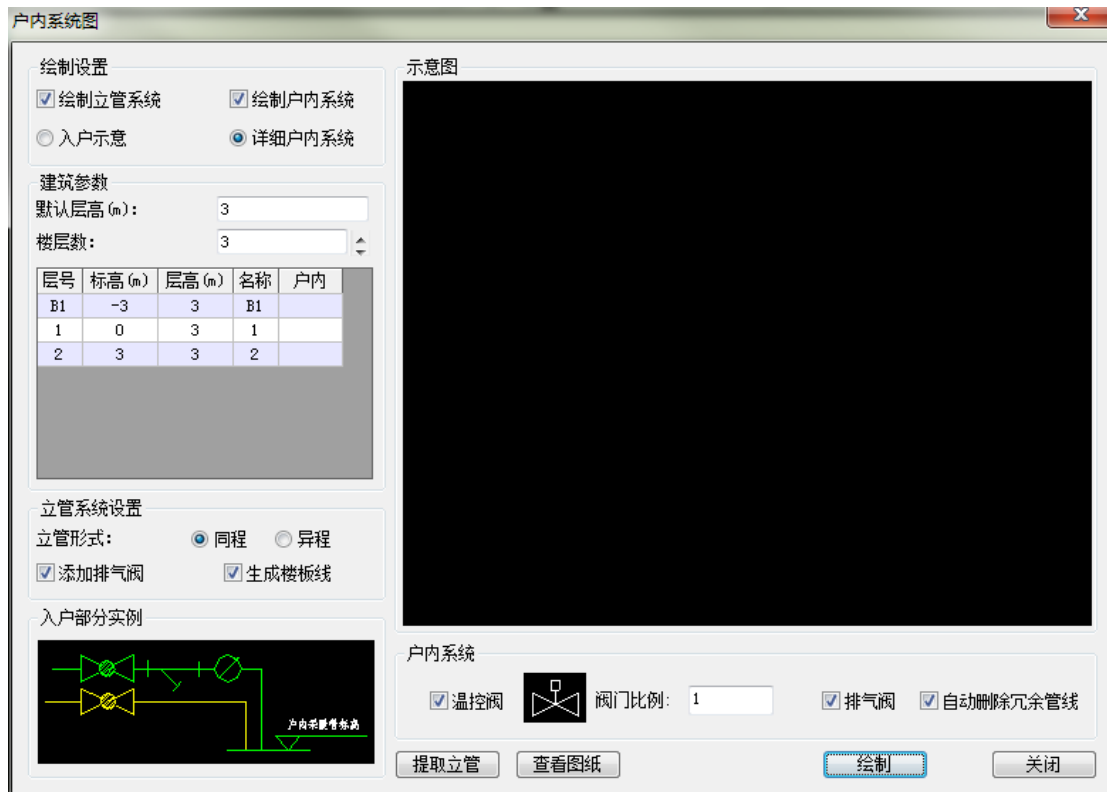 户内系统图
绘制设置
绘制立管系统 绘制户内系统
入户示意 详细户内系统
建筑参数
默认层高(m): 3
楼层数: 3
层号 标高(m) 层高(m) 名称 户内
B1 -3 3 B1
1 0 3 1
2 3 3 2
立管系统设置
立管形式: 同程 异程
添加排气阀 生成楼板线
入户部分实例
户内采暖管标高
示意图
户内系统
温控阀 阀门比例: 1 排气阀 自动删除冗余管线
提取立管 查看图纸 绘制 关闭